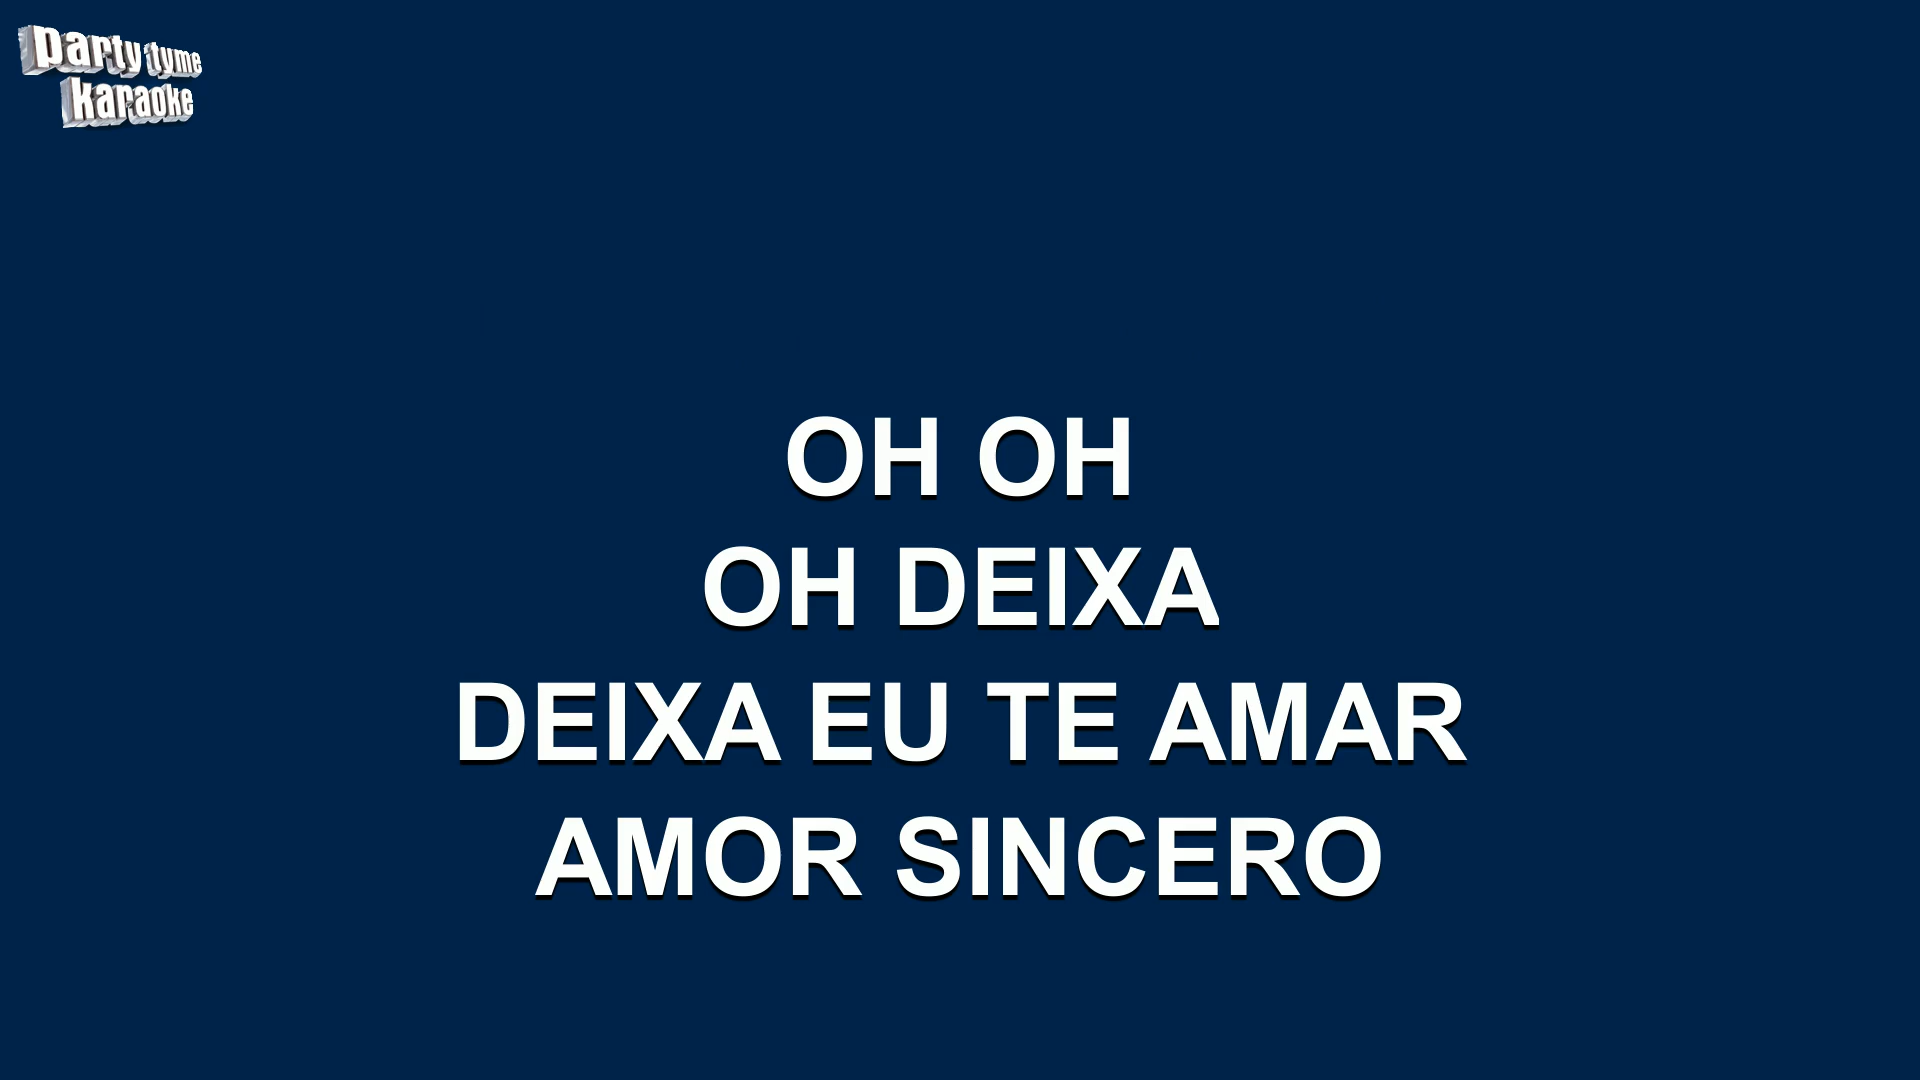 party tyme
karaoke
OH OH
OH DEIXA
DEIXA EU TE AMAR
AMOR SINCERO